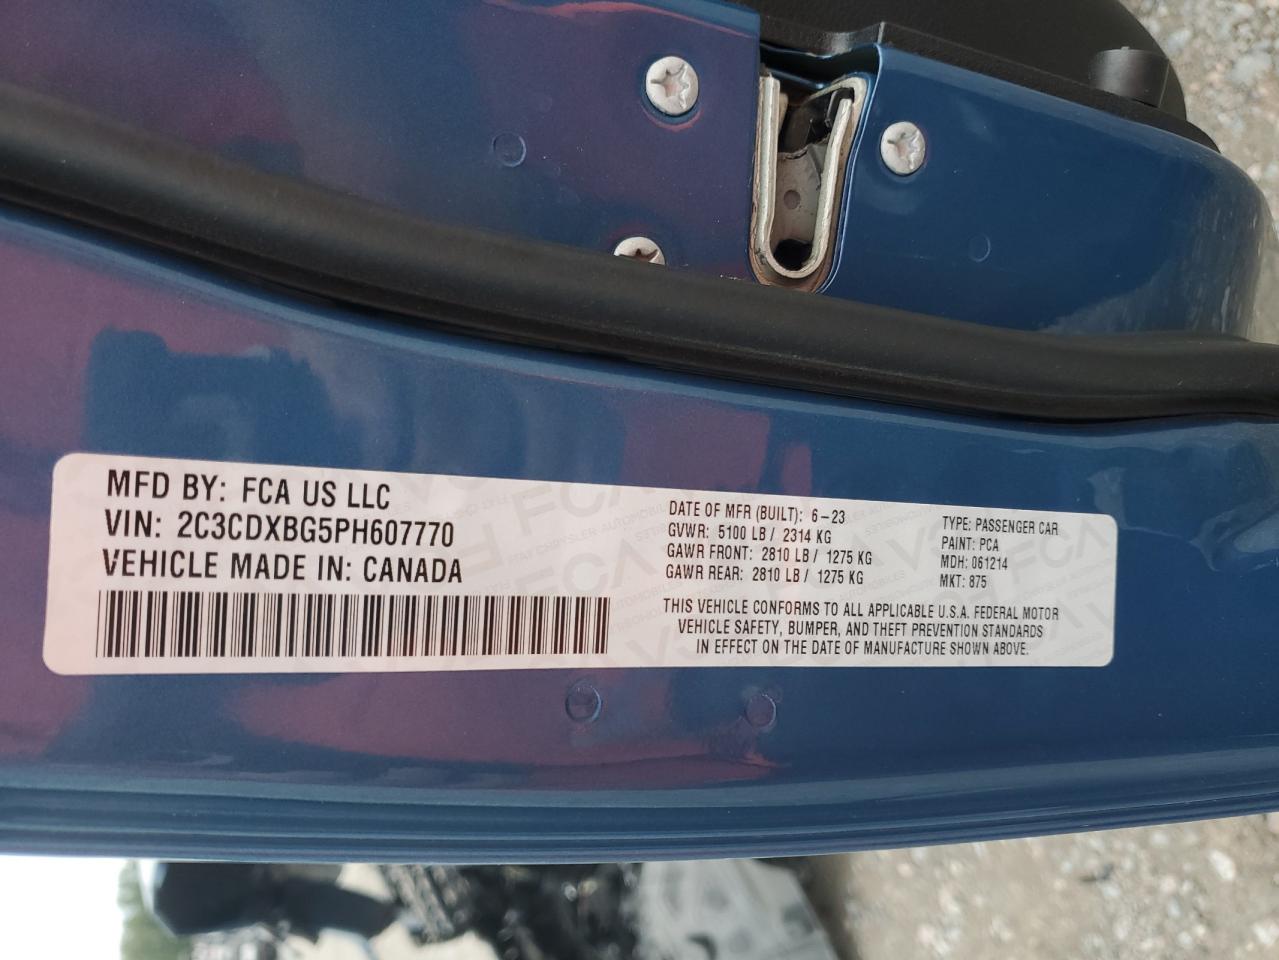 MFD BY: FCA US LLC
VIN: 2C3CDXBG5PH607770
VEHICLE MADE IN: CANADA
DATE OF MFR (BUILT): 6-23
GVWR: 5100 LB / 2314 KG
GAWR FRONT: 2810 LB / 1275 KG
GAWR REAR: 2810 LB / 1275 KG
TYPE: PASSENGER CAR
PAINT: PCA
MDH: 061214
MKT: 875
THIS VEHICLE CONFORMS TO ALL APPLICABLE U.S.A. FEDERAL MOTOR
VEHICLE SAFETY, BUMPER, AND THEFT PREVENTION STANDARDS
IN EFFECT ON THE DATE OF MANUFACTURE SHOWN ABOVE.